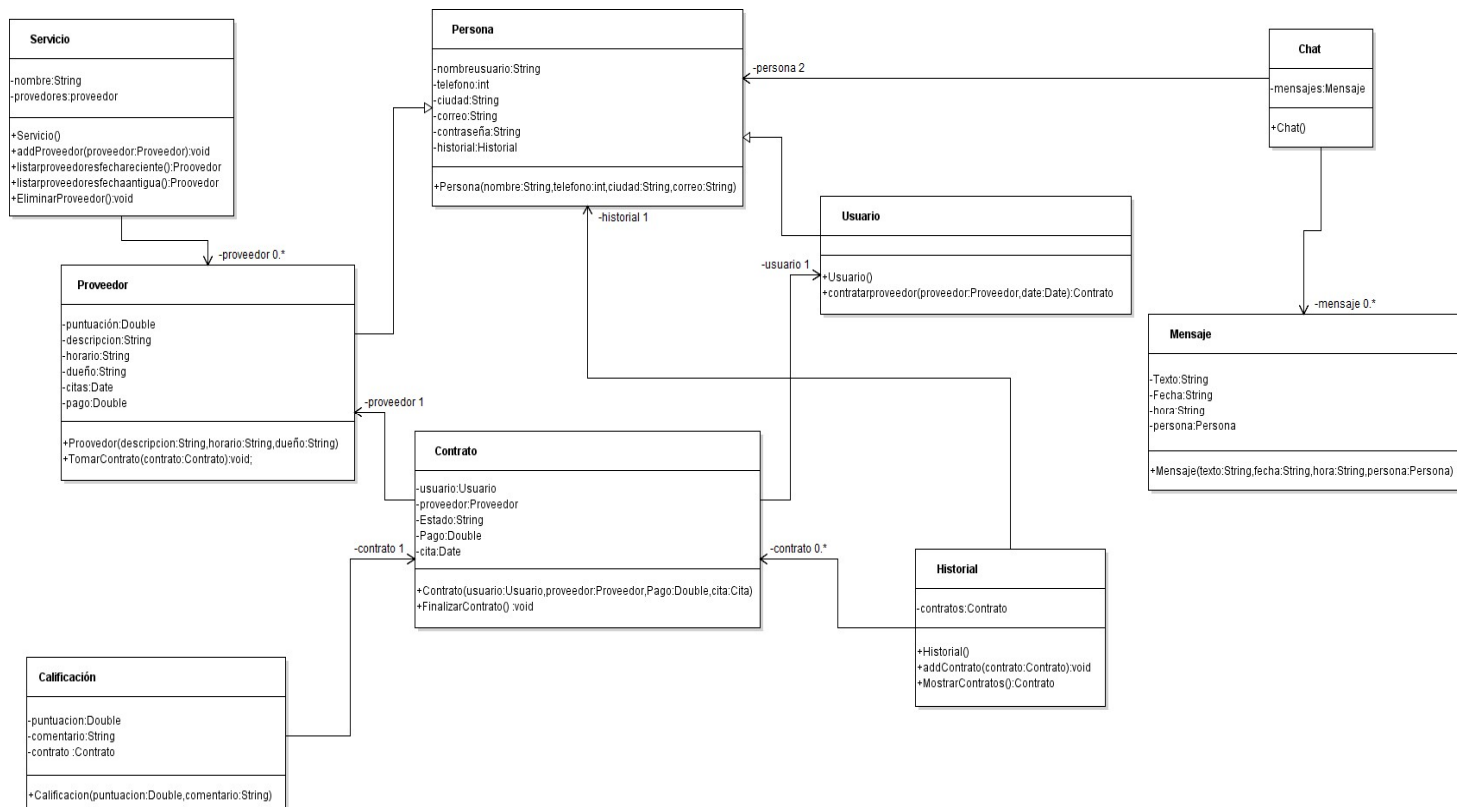 Servicio
-nombre:String
-provedores:proveedor
+Servicio()
+addProveedor(proveedor:Proveedor):void
+listarproveedoresfechareciente():Proovedor
+listarproveedoresfechaantigua():Proovedor
+EliminarProveedor():void
-proveedor 0.*
Persona
-nombreusuario:String
-telefono:int
-ciudad:String
-correo:String
-contraseña:String
-historial:Historial
+Persona(nombre:String,telefono:int,ciudad:String,correo:String)
-persona 2
-historial 1
Chat
-mensajes:Mensaje
+Chat()
Usuario
+Usuario()
+contratarproveedor(proveedor:Proveedor,date:Date):Contrato
-usuario 1
-mensaje 0.*
Proveedor
-puntuación:Double
-descripcion:String
-horario:String
-dueño:String
-citas:Date
-pago:Double
+Proovedor(descripcion:String,horario:String,dueño:String)
+TomarContrato(contrato:Contrato):void;
-proveedor 1
Mensaje
-Texto:String
-Fecha:String
-hora:String
-persona:Persona
+Mensaje(texto:String,fecha:String,hora:String,persona:Persona)
Contrato
-usuario:Usuario
-proveedor:Proveedor
-Estado:String
-Pago:Double
-cita:Date
+Contrato(usuario:Usuario,proveedor:Proveedor,Pago:Double,cita:Cita)
+FinalizarContrato() :void
-contrato 1
-contrato 0.*
Historial
-contratos:Contrato
+Historial()
+addContrato(contrato:Contrato):void
+MostrarContratos():Contrato
Calificación
-puntuacion:Double
-comentario:String
-contrato :Contrato
+Calificacion(puntuacion:Double,comentario:String)